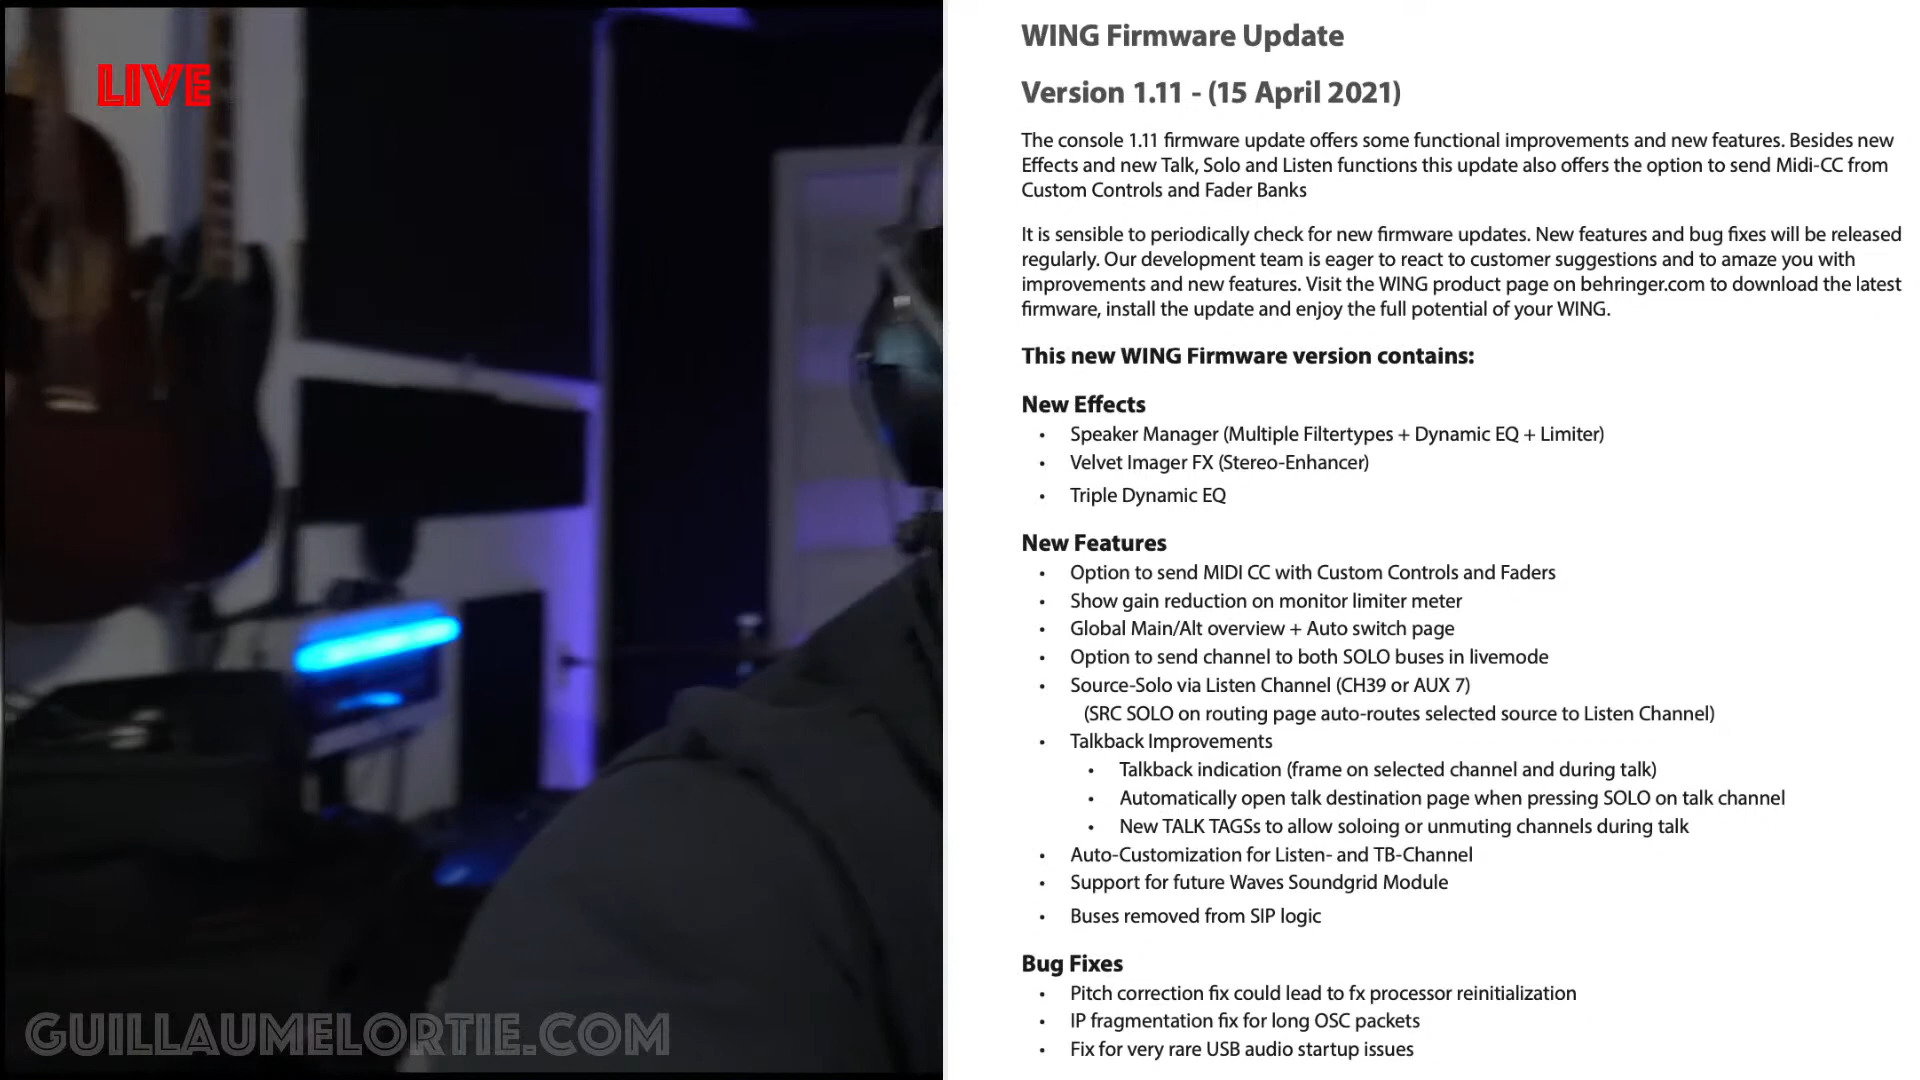 LIVE
GUILLAUMELORTIE.COM
WING Firmware Update
Version 1.11 - (15 April 2021)
The console 1.11 firmware update offers some functional improvements and new features. Besides new
Effects and new Talk, Solo and Listen functions this update also offers the option to send Midi-CC from
Custom Controls and Fader Banks
It is sensible to periodically check for new firmware updates. New features and bug fixes will be released
regularly. Our development team is eager to react to customer suggestions and to amaze you with
improvements and new features. Visit the WING product page on behringer.com to download the latest
firmware, install the update and enjoy the full potential of your WING.
This new WING Firmware version contains:
New Effects
• Speaker Manager (Multiple Filtertypes + Dynamic EQ + Limiter)
• Velvet Imager FX (Stereo-Enhancer)
• Triple Dynamic EQ
New Features
• Option to send MIDI CC with Custom Controls and Faders
• Show gain reduction on monitor limiter meter
• Global Main/Alt overview + Auto switch page
• Option to send channel to both SOLO buses in livemode
• Source-Solo via Listen Channel (CH39 or AUX 7)
(SRC SOLO on routing page auto-routes selected source to Listen Channel)
• Talkback Improvements
• Talkback indication (frame on selected channel and during talk)
• Automatically open talk destination page when pressing SOLO on talk channel
• New TALK TAGSs to allow soloing or unmuting channels during talk
• Auto-Customization for Listen- and TB-Channel
• Support for future Waves Soundgrid Module
• Buses removed from SIP logic
Bug Fixes
• Pitch correction fix could lead to fx processor reinitialization
• IP fragmentation fix for long OSC packets
• Fix for very rare USB audio startup issues